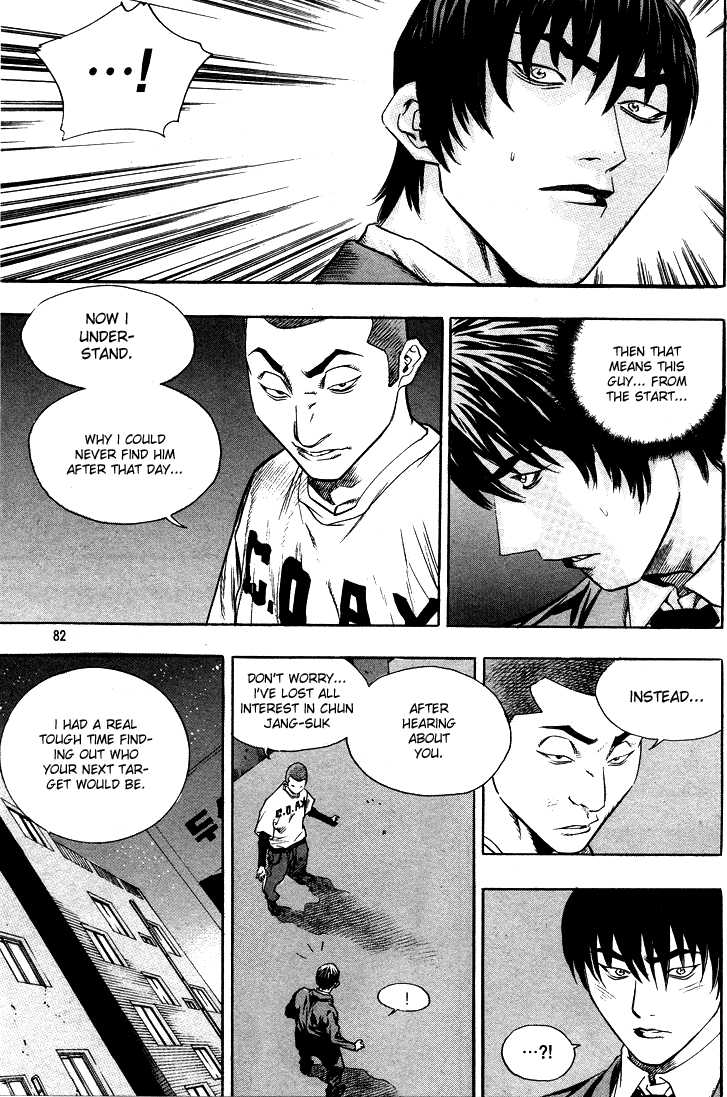 ...!
NOW I
UNDER-
STAND.
WHY I COULD
NEVER FIND HIM
AFTER THAT DAY...
C.O.A
THEN THAT
MEANS THIS
GUY... FROM
THE START...
82
I HAD A REAL
TOUGH TIME FIND-
ING OUT WHO
YOUR NEXT TAR-
GET WOULD BE.
DON'T WORRY...
I'VE LOST ALL
INTEREST IN CHUN
JANG-SUK
AFTER
HEARING
ABOUT
YOU.
!
INSTEAD...
...?!